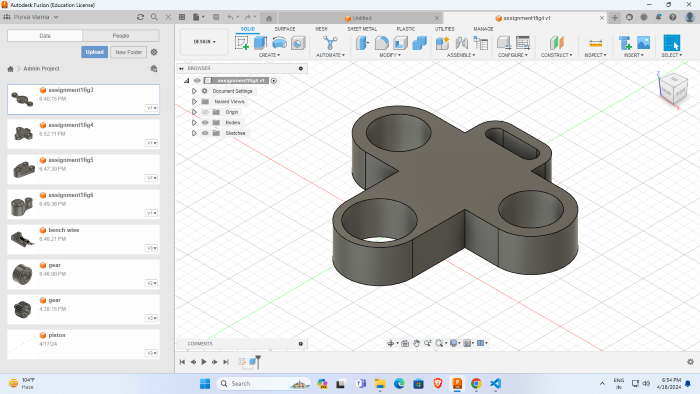 Autodesk Fusion (Education License)
Purva Varma
Untitled
assignment1fig4 v1
Data
People
Upload
New Folder
Admin Project
assignment1fig3
6:40:15 PM
V1
assignment1fig4
6:52:11 PM
V1
assignment1fig5
6:47:30 PM
V1
assignment1fig6
6:49:36 PM
V1
bench wise
6:46:21 PM
gear
6:46:00 PM
V2
gear
4:36:15 PM
piston
4/17/24
DESIGN
SOLID
SURFACE
MESH
SHEET METAL
PLASTIC
UTILITIES
MANAGE
CREATE
AUTOMATE
MODIFY
ASSEMBLE
CONFIGURE
CONSTRUCT
INSPECT
INSERT
SELECT
BROWSER
assignment1fig4 v1
Document Settings
Named Views
Origin
Bodies
Sketches
Z
COMMENTS
104°F
Haze
Search
ENG
IN
6:54 PM
4/18/2024